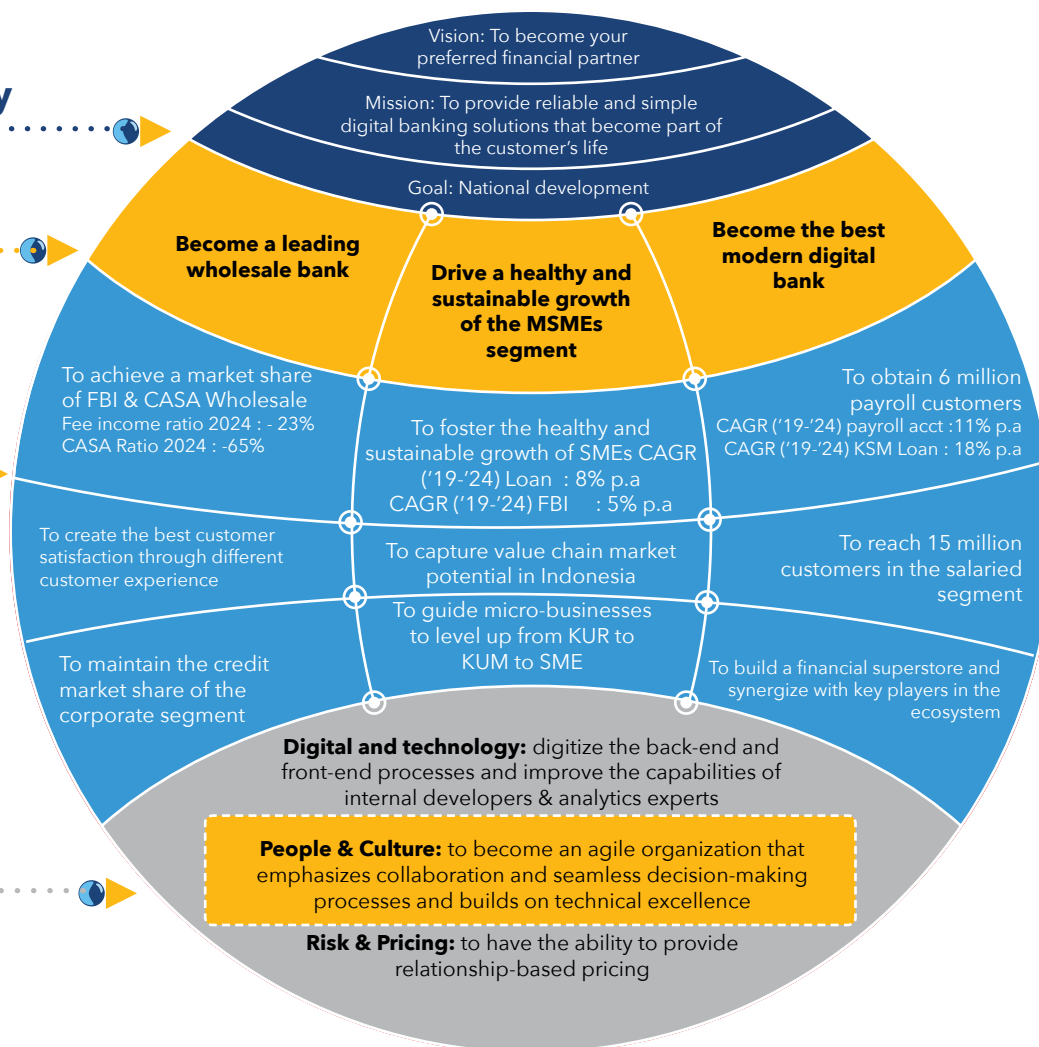 Vision: To become your
preferred financial partner
y
Mission: To provide reliable and simple
digital banking solutions that become part of
the customer's life
Goal: National development
Become a leading
wholesale bank
Drive a healthy and
sustainable growth
of the MSMEs
segment
Become the best
modern digital
bank
To achieve a market share
of FBI & CASA Wholesale
Fee income ratio 2024 : - 23%
CASA Ratio 2024 : -65%
To foster the healthy and
sustainable growth of SMEs CAGR
('19-'24) Loan : 8% p.a
CAGR ('19-'24) FBI : 5% p.a
To obtain 6 million
payroll customers
CAGR ('19-'24) payroll acct :11% p.a
CAGR ('19-'24) KSM Loan : 18% p.a
To create the best customer
satisfaction through different
customer experience
To capture value chain market
potential in Indonesia
To reach 15 million
customers in the salaried
segment
To maintain the credit
market share of the
corporate segment
To guide micro-businesses
to level up from KUR to
KUM to SME
To build a financial superstore and
synergize with key players in the
ecosystem
Digital and technology: digitize the back-end and
front-end processes and improve the capabilities of
internal developers & analytics experts
People & Culture: to become an agile organization that
emphasizes collaboration and seamless decision-making
processes and builds on technical excellence
Risk & Pricing: to have the ability to provide
relationship-based pricing